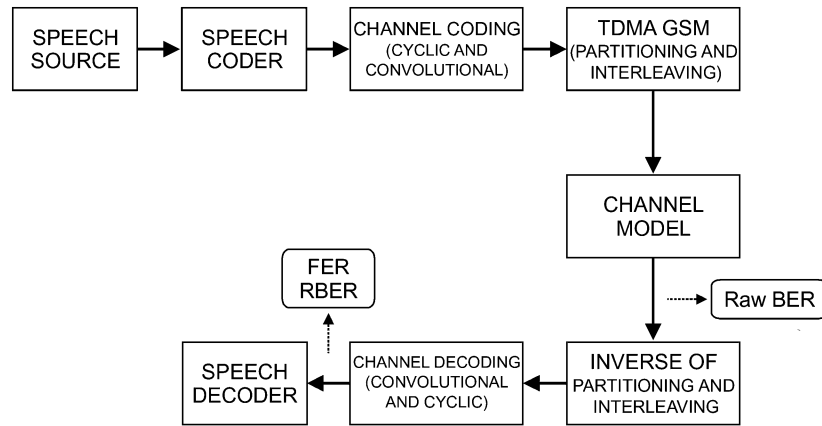 SPEECH
SOURCE
SPEECH
CODER
CHANNEL CODING
(CYCLIC AND
CONVOLUTIONAL)
TDMA GSM
(PARTITIONING AND
INTERLEAVING)
CHANNEL
MODEL
FER
RBER
Raw BER
SPEECH
DECODER
CHANNEL DECODING
(CONVOLUTIONAL
AND CYCLIC)
INVERSE OF
PARTITIONING AND
INTERLEAVING